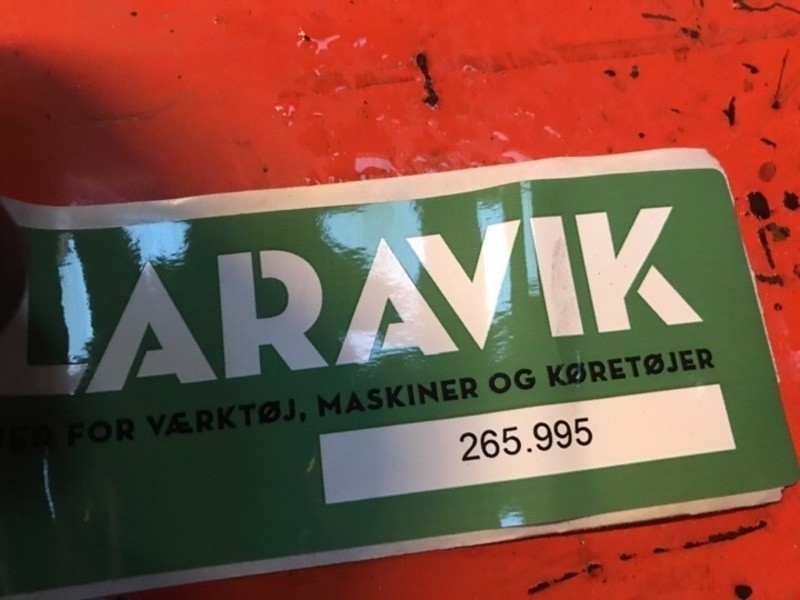 LARAVIK
FOR VÆRKTØJ, MASKINER OG KØRETØJER
265.995